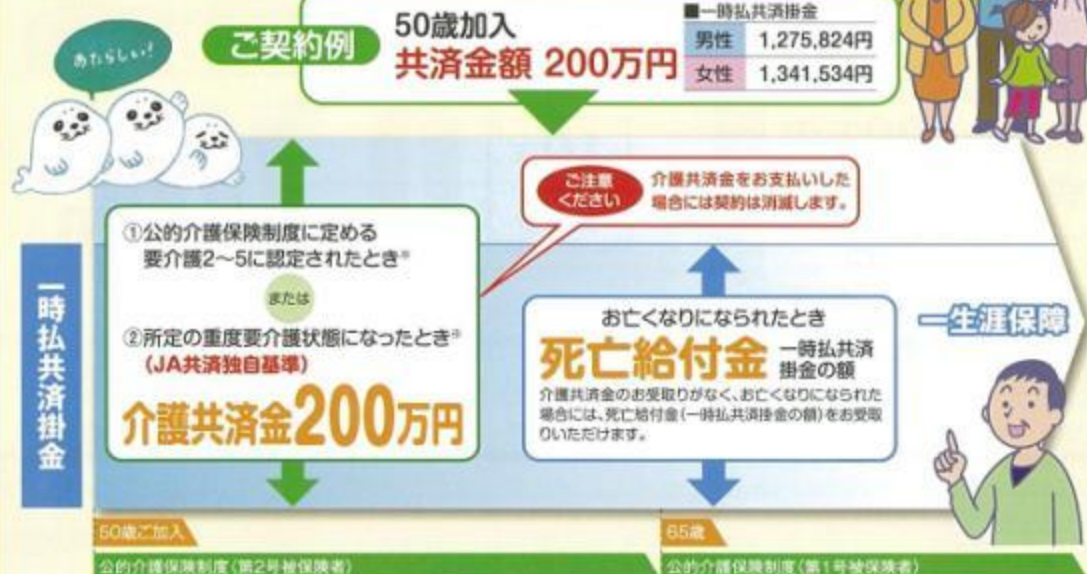 あたらしい!
ご契約例
50歳加入
共済金額 200万円
■一時払共済掛金
男性 1,275,824円
女性 1,341,534円
ご注意
ください
介護共済金をお支払いした
場合には契約は消滅します。
①公的介護保険制度に定める
要介護2〜5に認定されたとき※
または
②所定の重度要介護状態になったとき※
(JA共済独自基準)
介護共済金200万円
一時払共済掛金
お亡くなりになられたとき
死亡給付金 一時払共済
掛金の額
介護共済金のお受取りがなく、お亡くなりになられた
場合には、死亡給付金(一時払共済掛金の額)をお受取
りいただけます。
一生涯保障
50歳ご加入
65歳
公的介護保険制度(第2号被保険者)
公的介護保険制度(第1号被保険者)